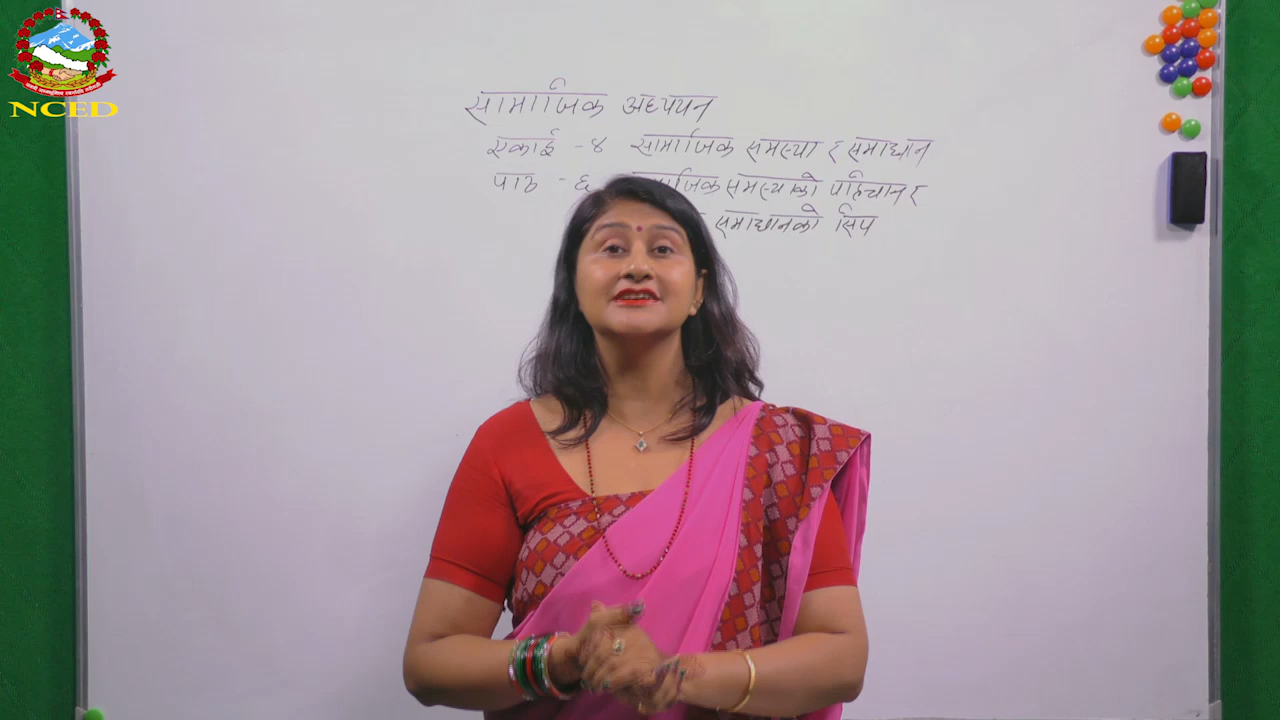 NCED
सामाजिक अध्ययन
एकाई - ४ सामाजिक समस्या र समाधान
पाठ - ६ सामाजिक समस्याको पहिचान र
समाधानको सिप